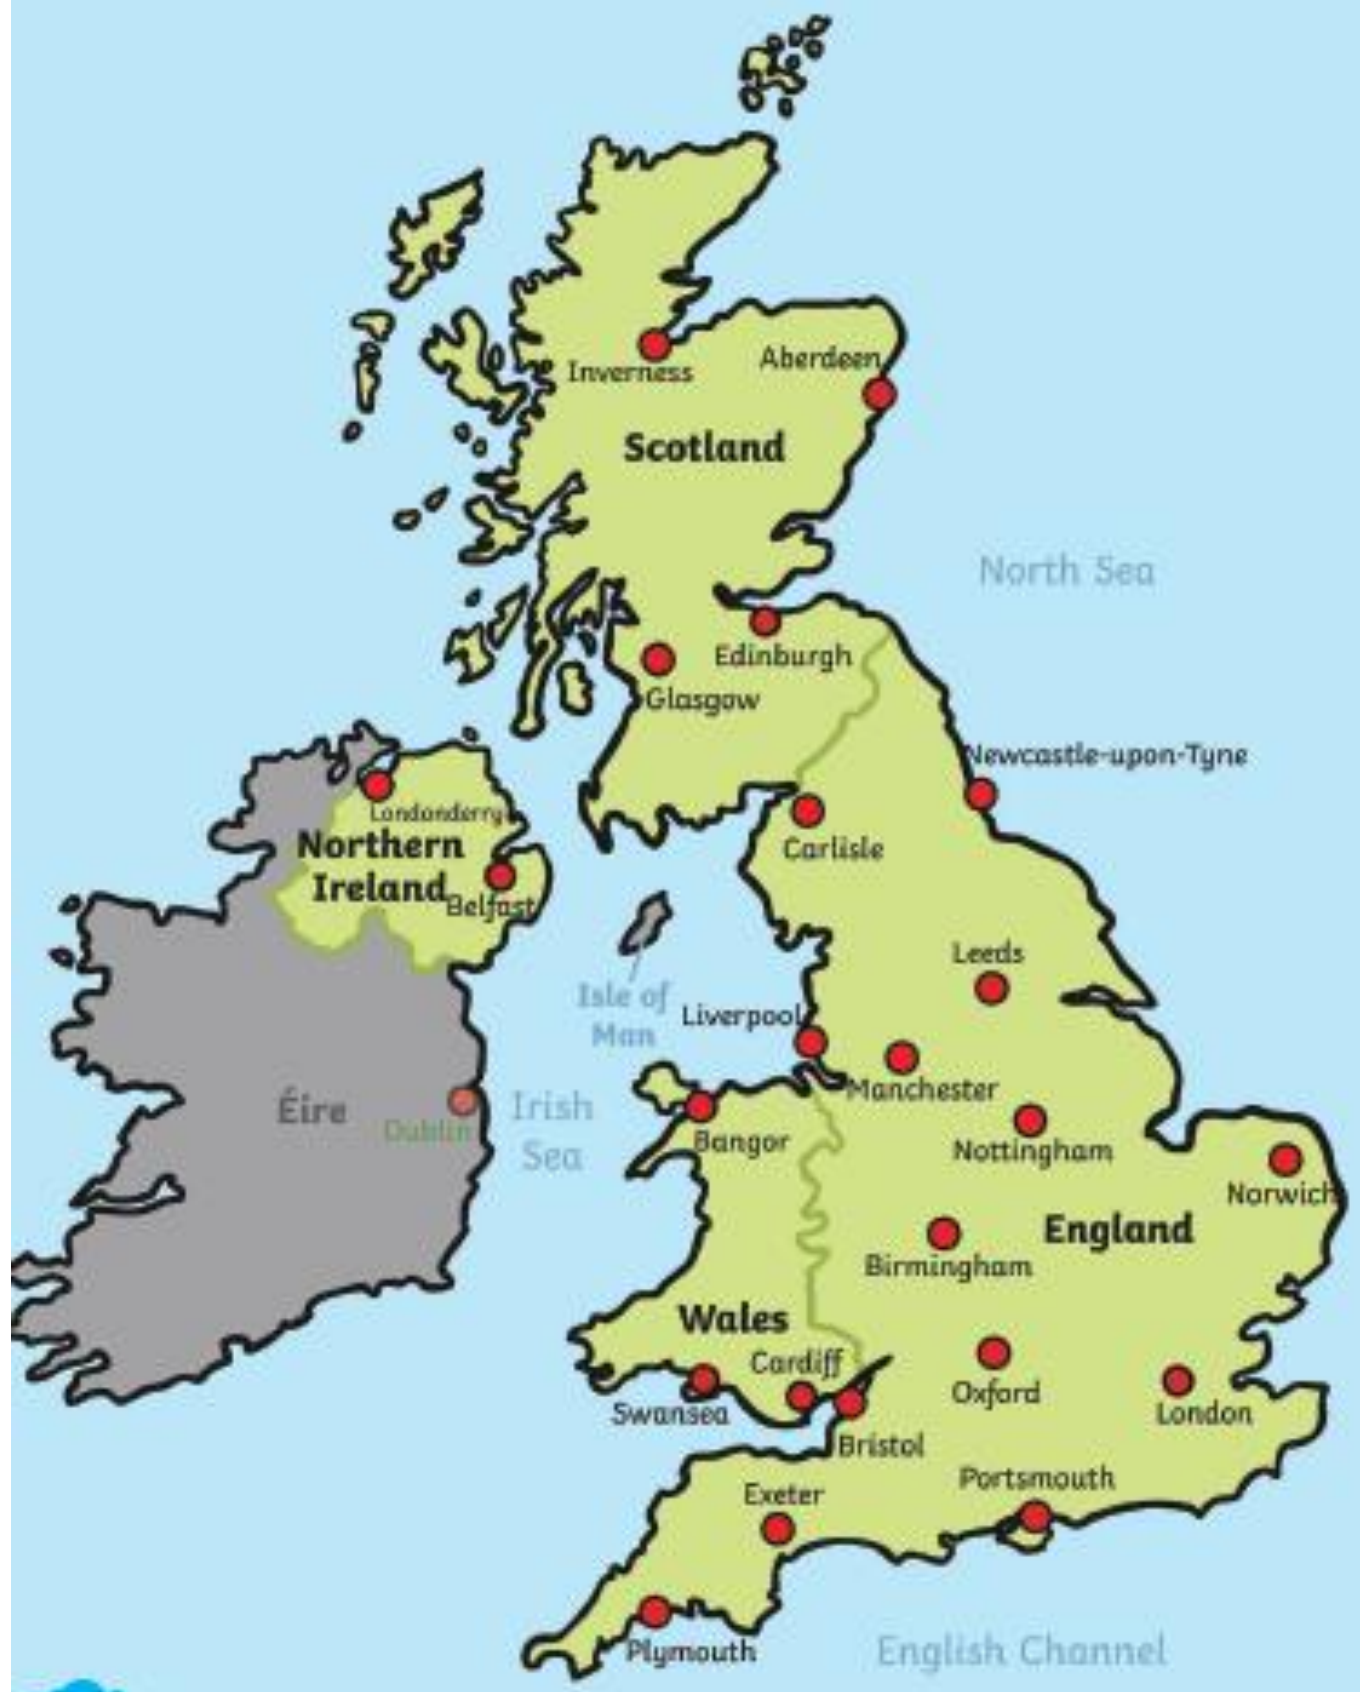 Inverness
Aberdeen
Scotland
North Sea
Edinburgh
Glasgow
Newcastle-upon-Tyne
Londonderry
Northern
Ireland
Belfast
Carlisle
Leeds
Isle of
Man
Liverpool
Manchester
Éire
Dublin
Irish
Sea
Bangor
Nottingham
Norwich
England
Birmingham
Wales
Cardiff
Swansea
Oxford
London
Bristol
Portsmouth
Exeter
Plymouth
English Channel